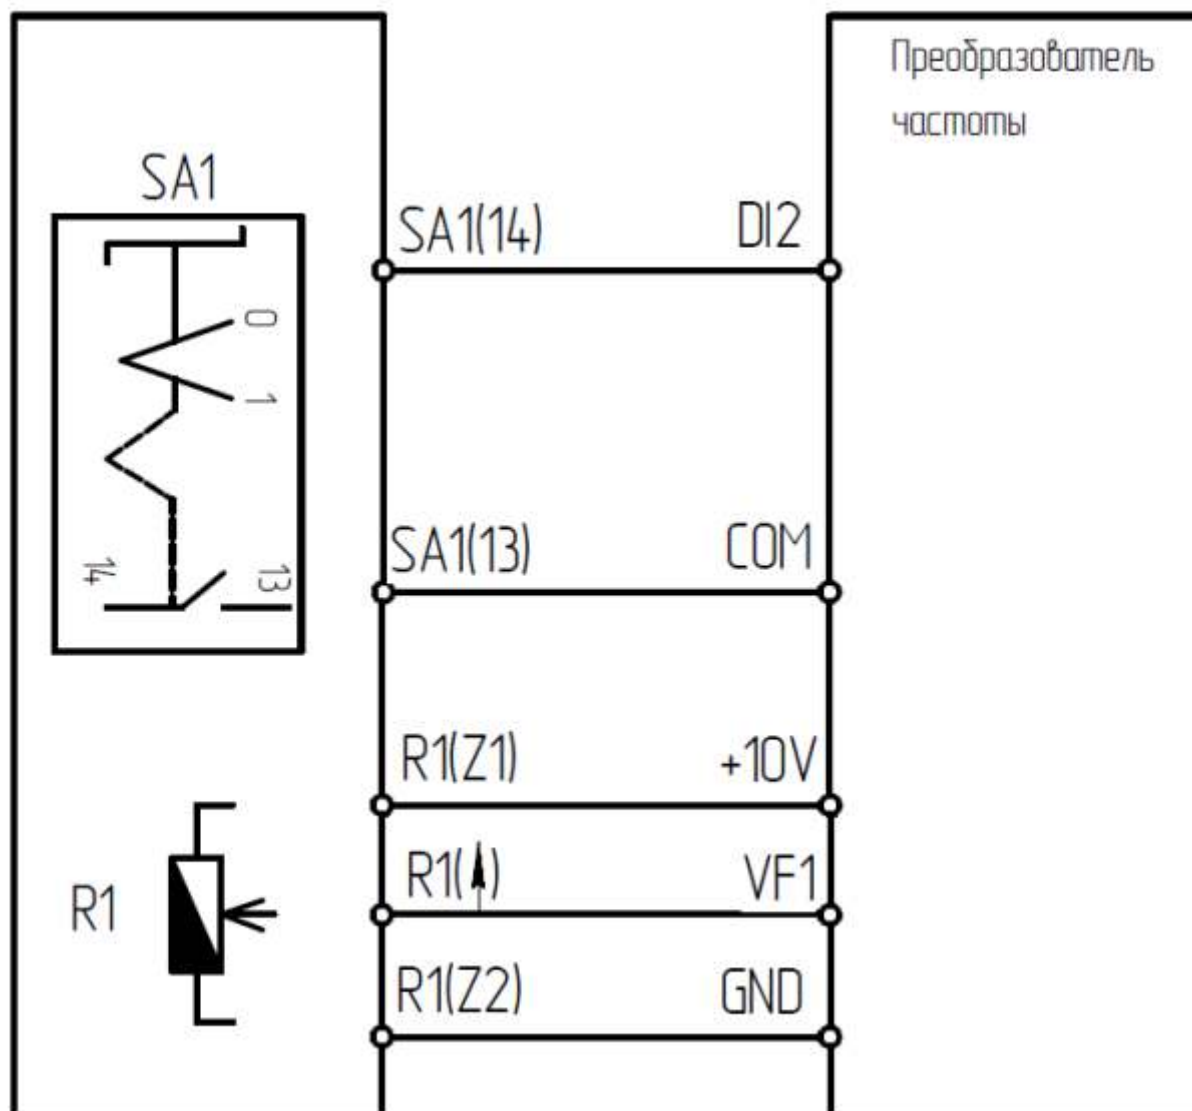 Преобразователь
частоты
SA1
SA1(14) DI2
0
1
SA1(13) COM
14 13
R1(Z1) +10V
R1( ) VF1
R1
R1(Z2) GND